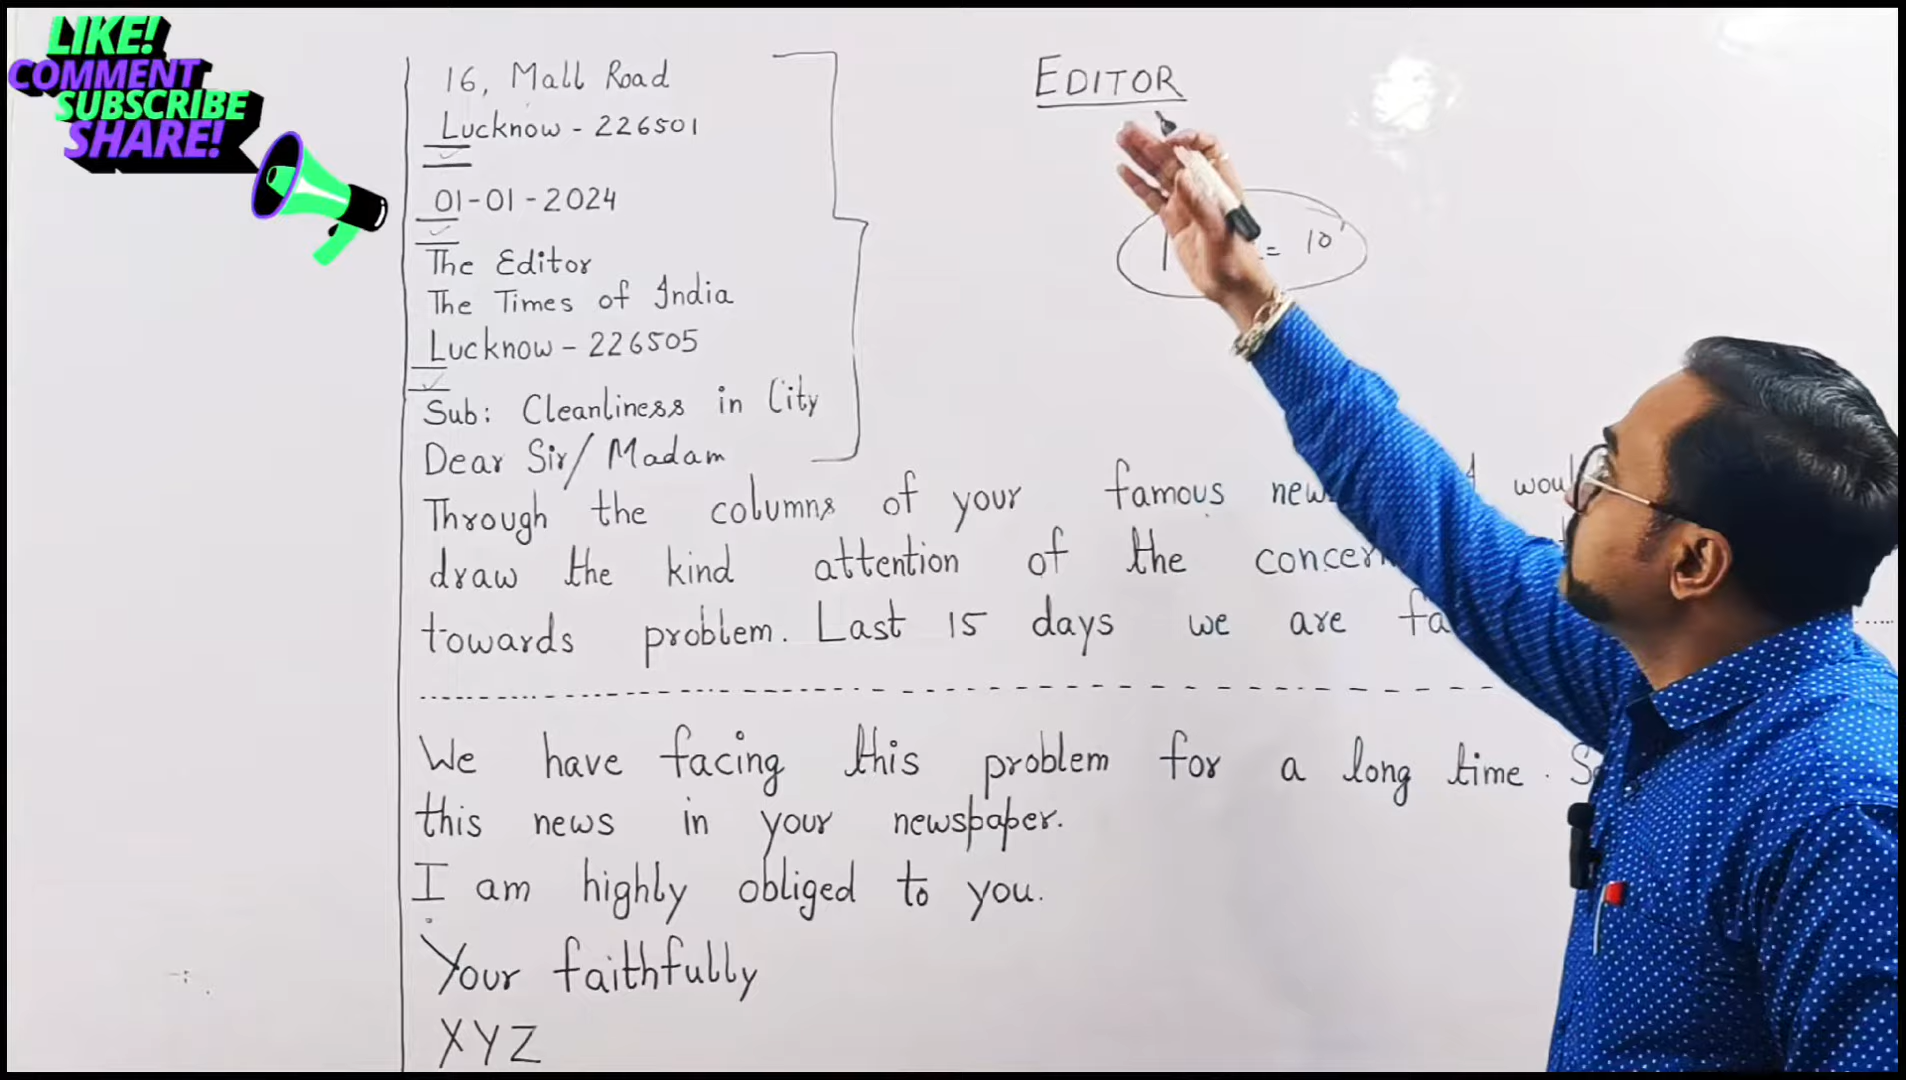 LIKE!
COMMENT
SUBSCRIBE
SHARE!
16, Mall Road
Lucknow - 226501
01-01-2024
The Editor
The Times of India
Lucknow - 226505
Sub: Cleanliness in City
Dear Sir/ Madam
Through the columns of your famous
draw the kind attention of the
towards problem. Last 15 days we are
We have facing this problem for a long time.
this news in your newspaper.
I am highly obliged to you.
Your faithfully
XYZ
EDITOR
= 10